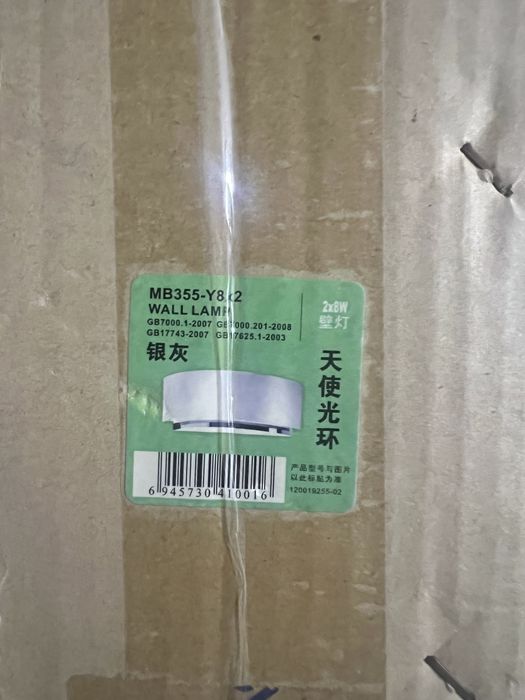 MB355-Y8x2
WALL LAMP
GB7000.1-2007 GB7000.201-2008
GB17743-2007 GB17625.1-2003
2x8W
壁灯
银灰
天使光环
产品型号与图片
以此标贴为准
120019255-02
6 945730 410016